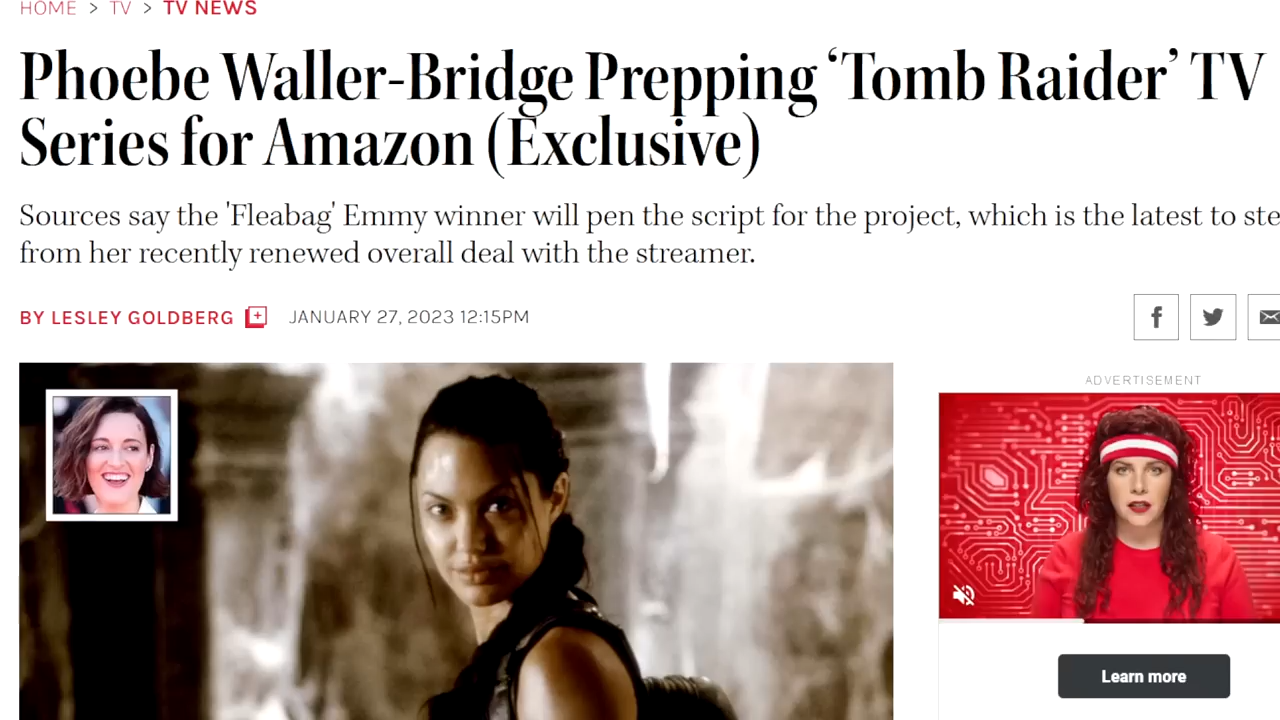 HOME > TV > TV NEWS
Phoebe Waller-Bridge Prepping ‘Tomb Raider’ TV
Series for Amazon (Exclusive)
Sources say the 'Fleabag' Emmy winner will pen the script for the project, which is the latest to ste
from her recently renewed overall deal with the streamer.
BY LESLEY GOLDBERG JANUARY 27, 2023 12:15PM
ADVERTISEMENT
Learn more